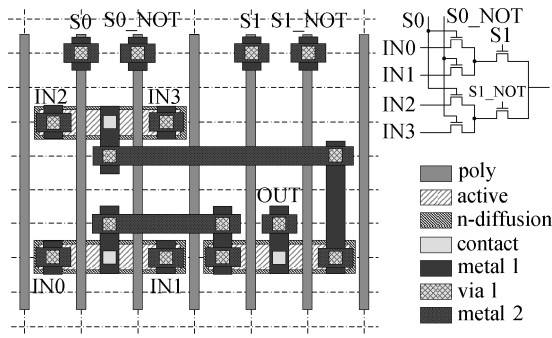 S0 S0_NOT S1 S1_NOT
IN2 IN3
OUT
IN0 IN1
S0 S0_NOT
S1
IN0
IN1
IN2
S1_NOT
IN3
poly
active
n-diffusion
contact
metal 1
via 1
metal 2